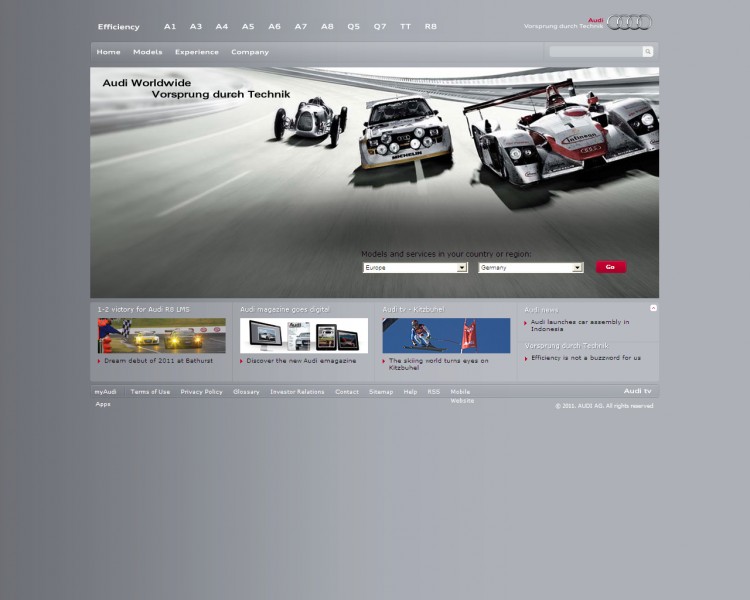 Efficiency A1 A3 A4 A5 A6 A7 A8 Q5 Q7 TT R8
Audi
Vorsprung durch Technik
Home Models Experience Company
Audi Worldwide
Vorsprung durch Technik
Infineon
MICHELIN
Models and services in your country or region:
Europe Germany Go
1-2 victory for Audi R8 LMS
Dream debut of 2011 at Bathurst
Audi magazine goes digital
Discover the new Audi emagazine
Audi tv - Kitzbuhel
The skiing world turns eyes on
Kitzbuhel
Audi news
Audi launches car assembly in
Indonesia
Vorsprung durch Technik
Efficiency is not a buzzword for us
myAudi Terms of Use Privacy Policy Glossary Investor Relations Contact Sitemap Help RSS Mobile
Website
Audi tv
Apps
© 2011. AUDI AG. All rights reserved